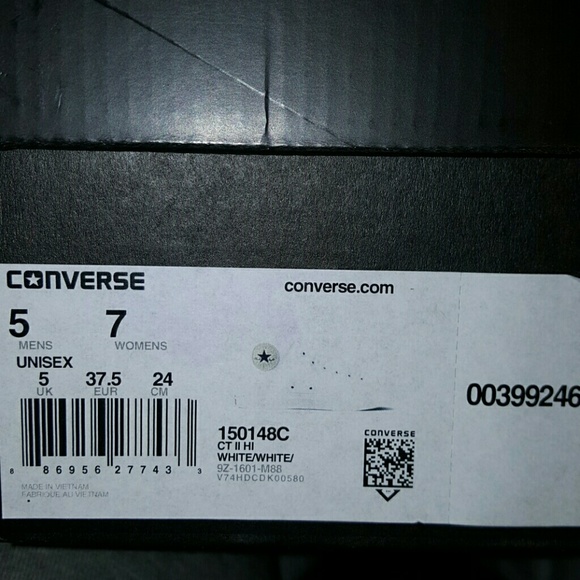 CONVERSE
converse.com
5 7
MENS WOMENS
UNISEX
5 37.5 24
UK EUR CM
00399246
150148C
CT II HI
WHITE/WHITE/
9Z-1601-M88
V74HDCDK00580
CONVERSE
8 86956 27743 3
MADE IN VIETNAM
FABRIQUE AU VIETNAM